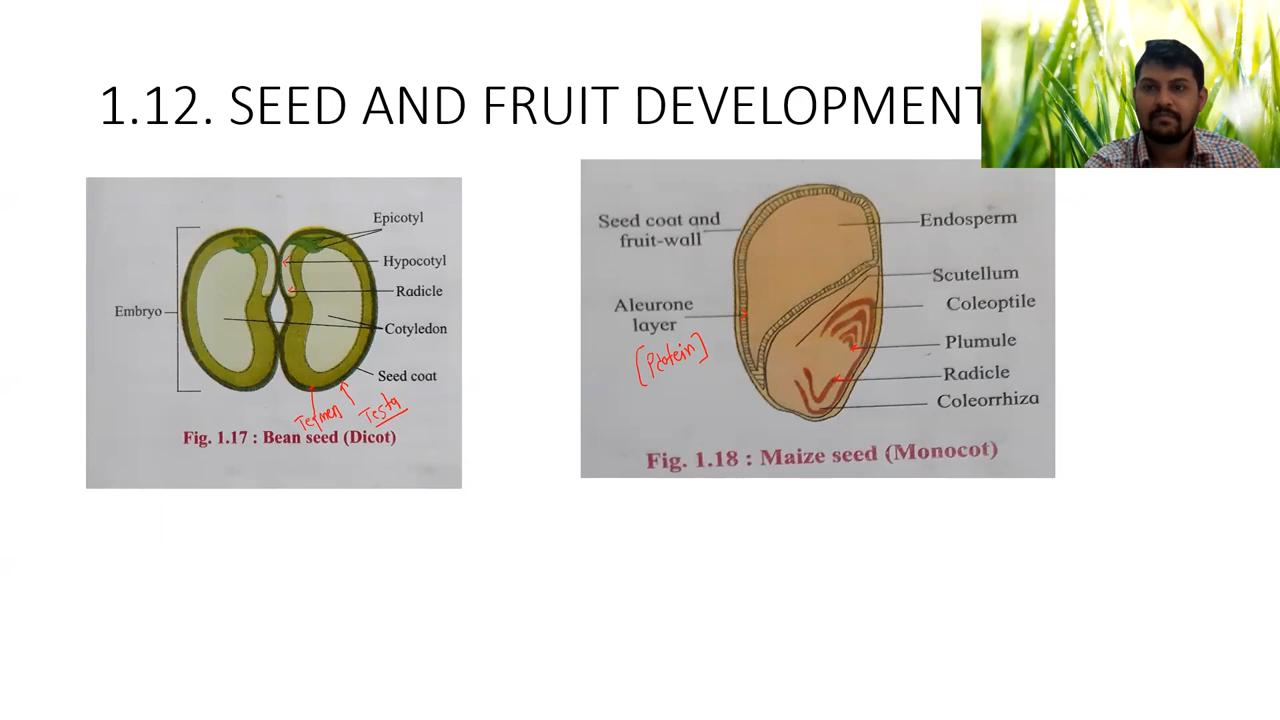 1.12. SEED AND FRUIT DEVELOPMENT
Epicotyl
Hypocotyl
Radicle
Embryo
Cotyledon
Seed coat
Tegmen
Testa
Fig. 1.17 : Bean seed (Dicot)
Seed coat and
fruit-wall
Endosperm
Scutellum
Aleurone
layer
[Protein]
Coleoptile
Plumule
Radicle
Coleorrhiza
Fig. 1.18 : Maize seed (Monocot)